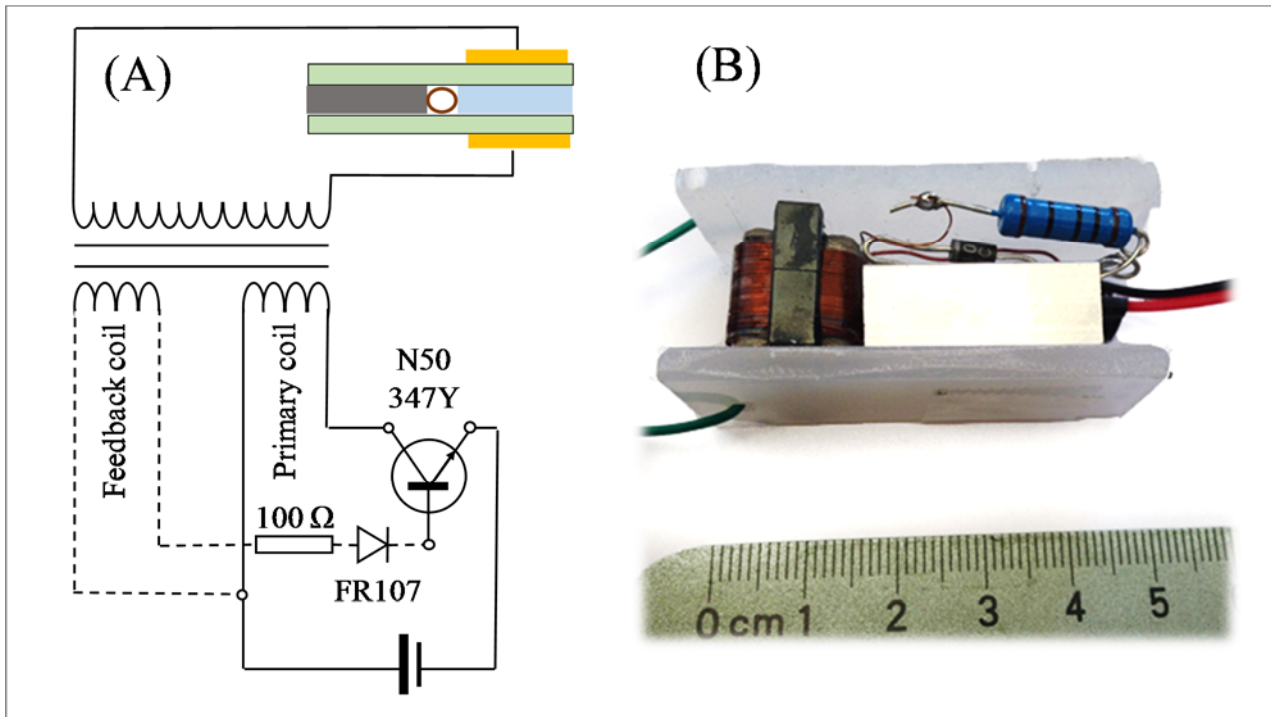 (A)
Feedback coil
Primary coil
N50
347Y
100 Ω
FR107
(B)
0 cm 1 2 3 4 5